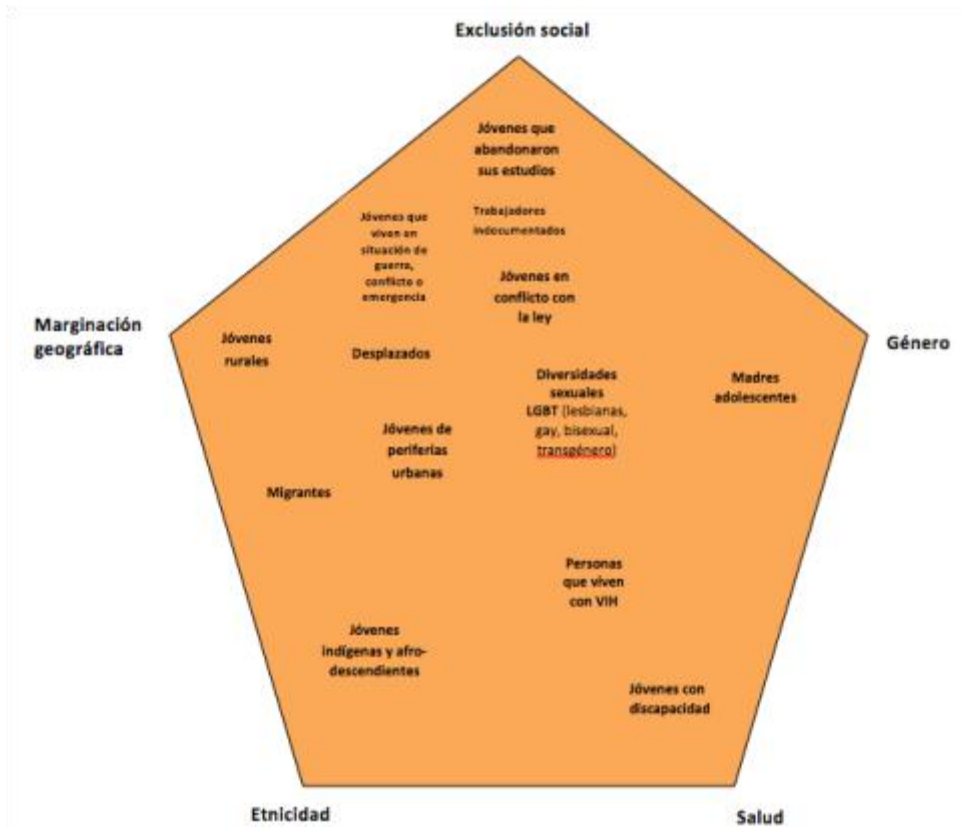 Exclusión social
Jóvenes que
abandonaron
sus estudios
Trabajadores
indocumentados
Jóvenes que
viven en
situación de
guerra,
conflicto o
emergencia
Jóvenes en
conflicto con
la ley
Marginación
geográfica
Género
Jóvenes
rurales
Desplazados
Diversidades
sexuales
LGBT (lesbianas,
gay, bisexual,
transgénero)
Madres
adolescentes
Jóvenes de
periferias
urbanas
Migrantes
Personas
que viven
con VIH
Jóvenes
indígenas y afro-
descendientes
Jóvenes con
discapacidad
Etnicidad
Salud